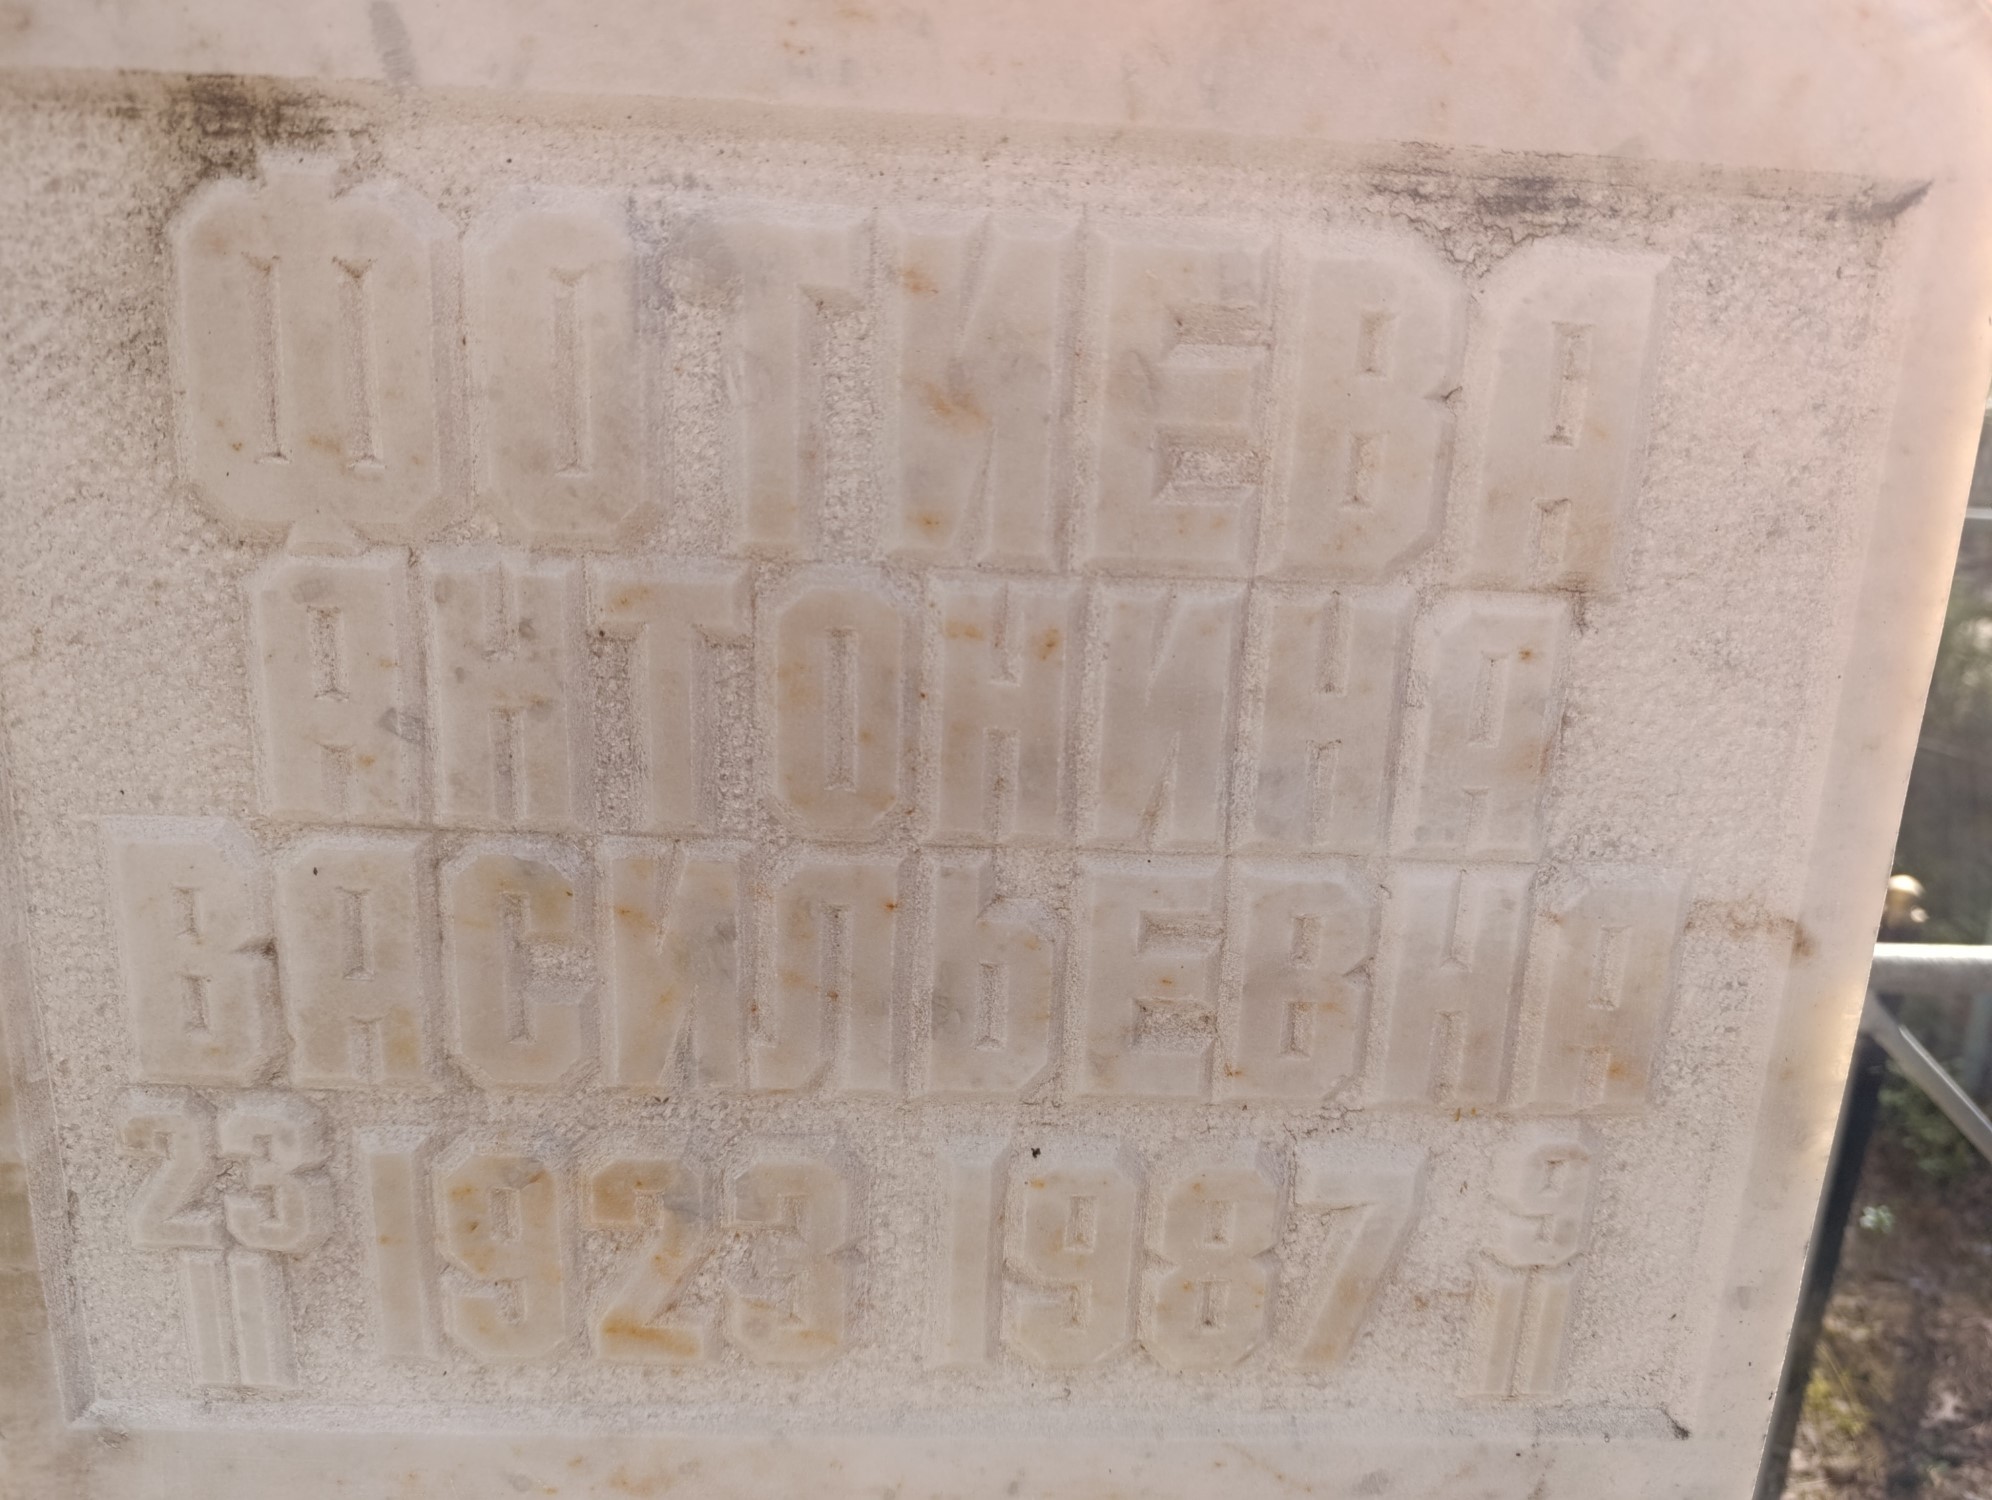 ФОТИЕВА
АНТОНИНА
ВАСИЛЬЕВНА
23 1923 1987 9
II II